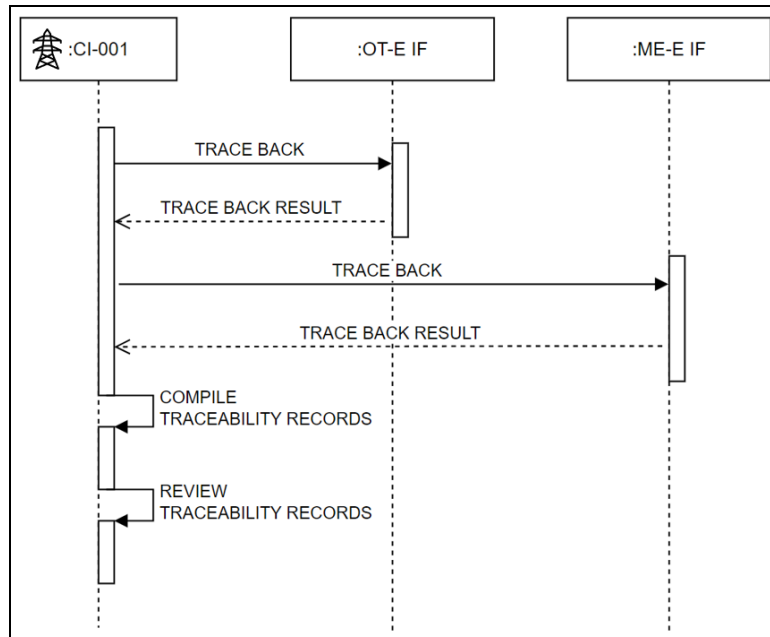 :CI-001
:OT-E IF
:ME-E IF
TRACE BACK
TRACE BACK RESULT
TRACE BACK
TRACE BACK RESULT
COMPILE
TRACEABILITY RECORDS
REVIEW
TRACEABILITY RECORDS